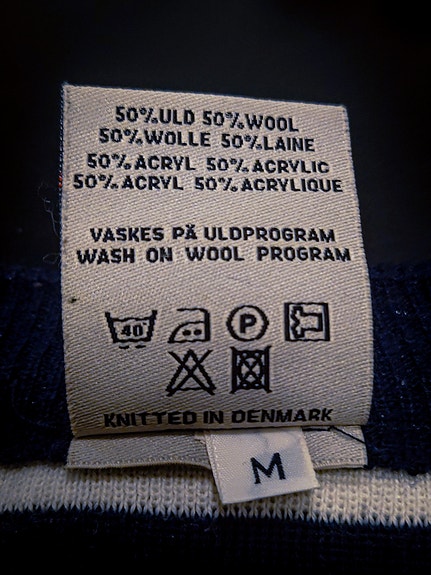 50%ULD 50%WOOL
50%WOLLE 50%LAINE
50%ACRYL 50%ACRYLIC
50%ACRYL 50%ACRYLIQUE
VASKES PÅ ULDPROGRAM
WASH ON WOOL PROGRAM
40 P
KNITTED IN DENMARK
M